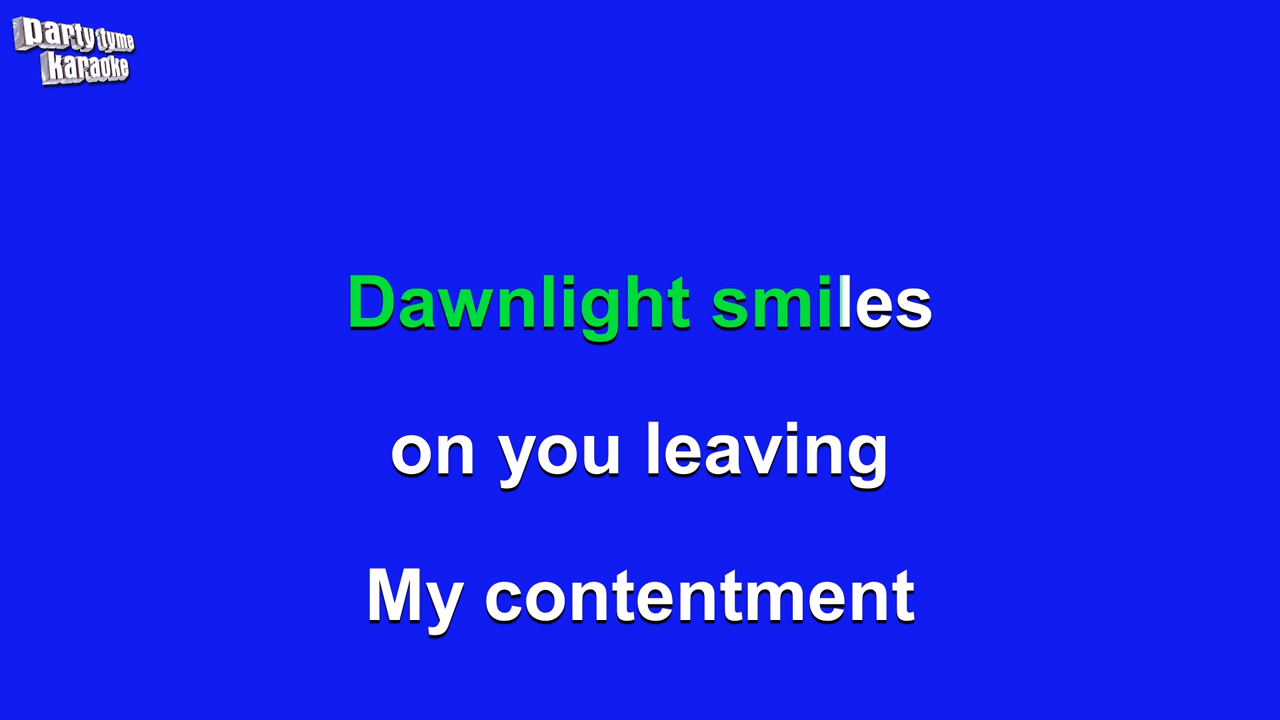 party tyme
karaoke
Dawnlight smiles
on you leaving
My contentment